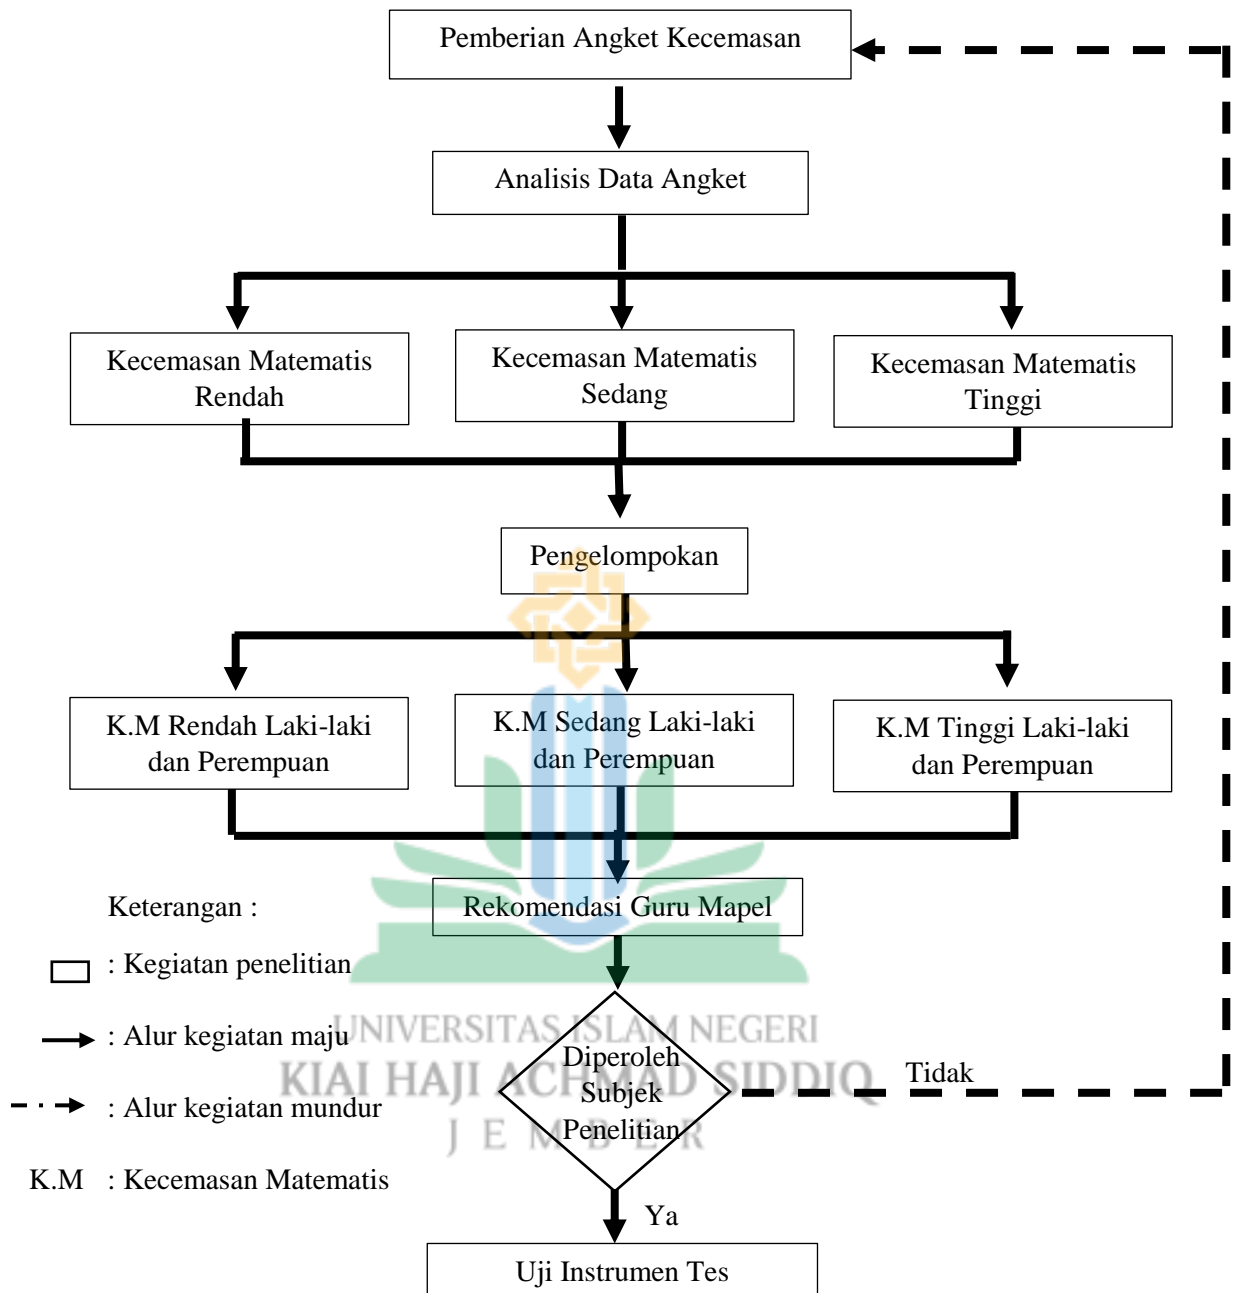 Pemberian Angket Kecemasan
Analisis Data Angket
Kecemasan Matematis
Rendah
Kecemasan Matematis
Sedang
Kecemasan Matematis
Tinggi
Pengelompokan
K.M Rendah Laki-laki
dan Perempuan
K.M Sedang Laki-laki
dan Perempuan
K.M Tinggi Laki-laki
dan Perempuan
Rekomendasi Guru Mapel
Keterangan :
: Kegiatan penelitian
: Alur kegiatan maju
: Alur kegiatan mundur
K.M : Kecemasan Matematis
UNIVERSITAS ISLAM NEGERI
KIAI HAJI ACHMAD SIDDIQ
JEMBER
Diperoleh
Subjek
Penelitian
Tidak
Ya
Uji Instrumen Tes